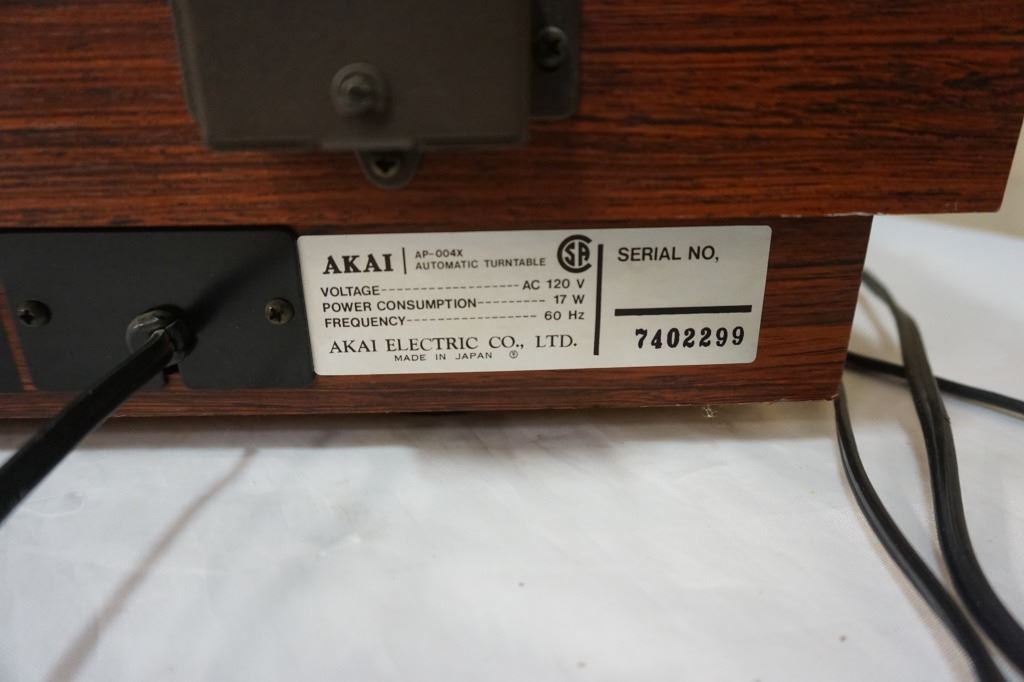 AKAI AP-004X
AUTOMATIC TURNTABLE
VOLTAGE------------------AC 120 V
POWER CONSUMPTION--------- 17 W
FREQUENCY----------------- 60 Hz
AKAI ELECTRIC CO., LTD.
MADE IN JAPAN
SA
SERIAL NO,
7402299